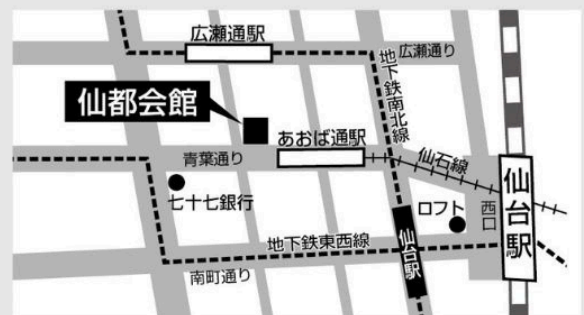 広瀬通駅
広瀬通り
地下鉄南北線
仙都会館
あおば通駅
青葉通り
仙石線
七十七銀行
ロフト
西口
仙台駅
仙台駅
地下鉄東西線
南町通り